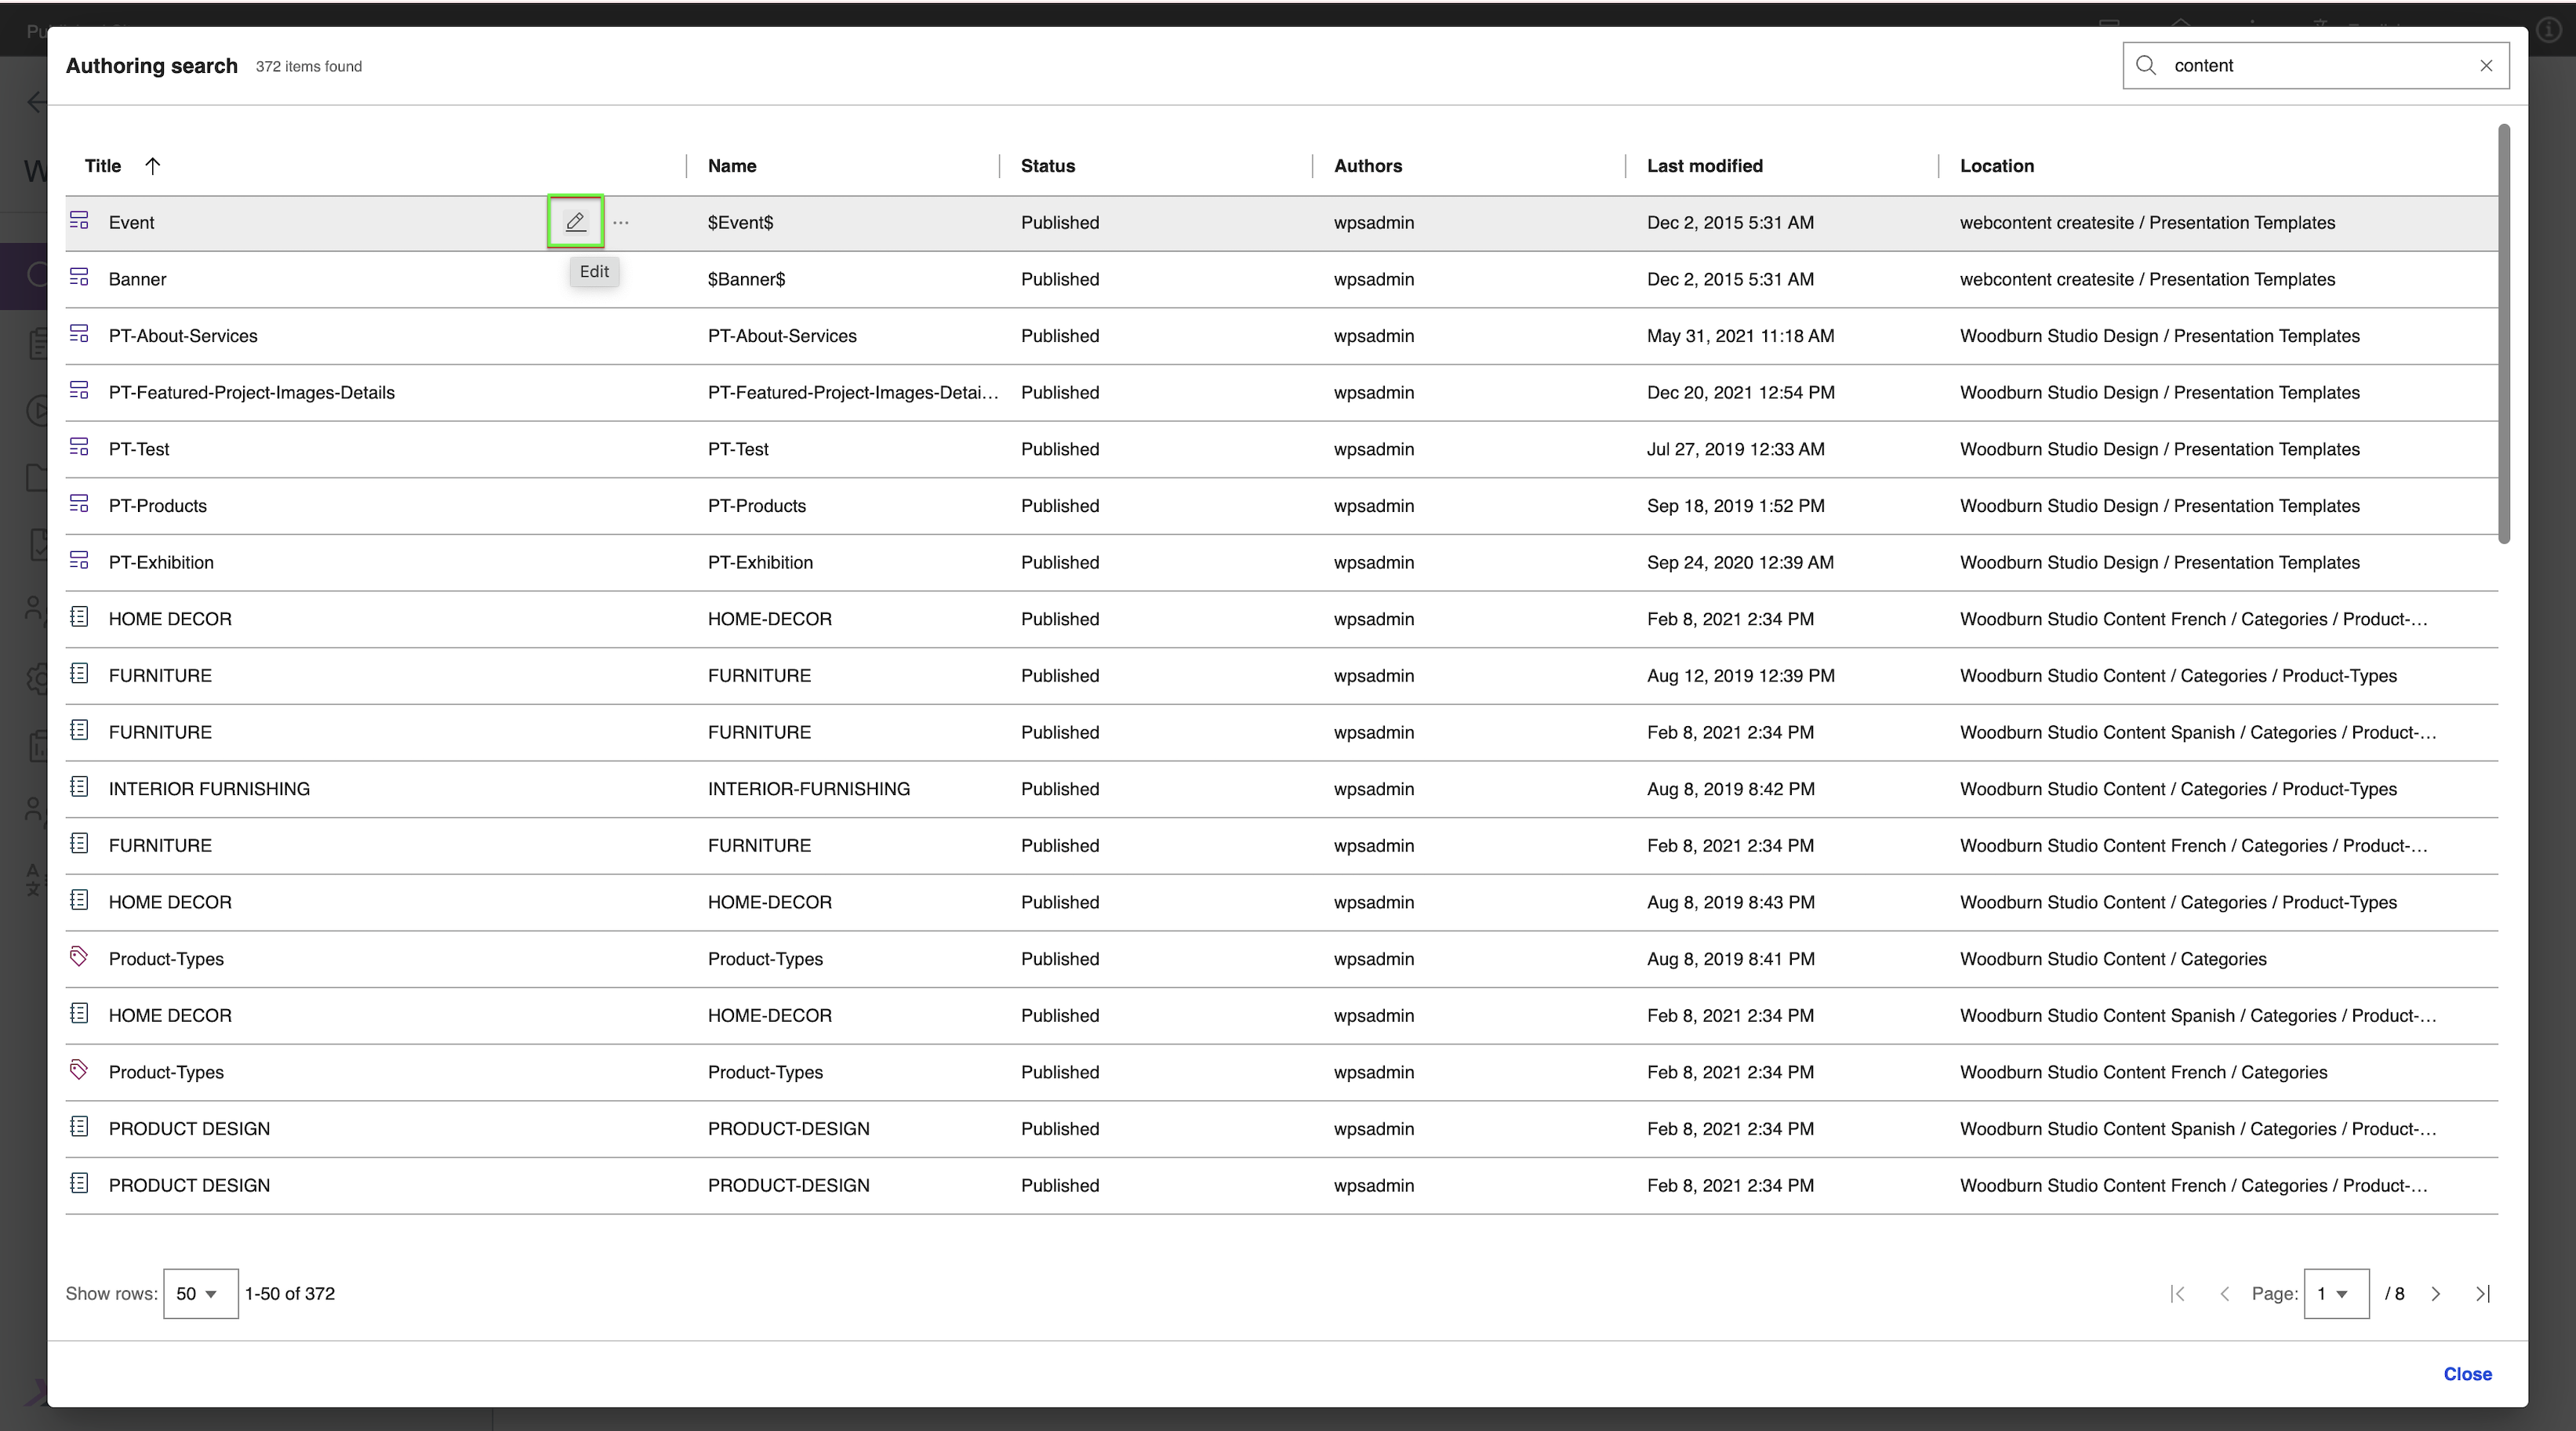 Authoring search 372 items found content
Title Name Status Authors Last modified Location
Event $Event$ Published wpsadmin Dec 2, 2015 5:31 AM webcontent createsite / Presentation Templates
Edit
Banner $Banner$ Published wpsadmin Dec 2, 2015 5:31 AM webcontent createsite / Presentation Templates
PT-About-Services PT-About-Services Published wpsadmin May 31, 2021 11:18 AM Woodburn Studio Design / Presentation Templates
PT-Featured-Project-Images-Details PT-Featured-Project-Images-Detai... Published wpsadmin Dec 20, 2021 12:54 PM Woodburn Studio Design / Presentation Templates
PT-Test PT-Test Published wpsadmin Jul 27, 2019 12:33 AM Woodburn Studio Design / Presentation Templates
PT-Products PT-Products Published wpsadmin Sep 18, 2019 1:52 PM Woodburn Studio Design / Presentation Templates
PT-Exhibition PT-Exhibition Published wpsadmin Sep 24, 2020 12:39 AM Woodburn Studio Design / Presentation Templates
HOME DECOR HOME-DECOR Published wpsadmin Feb 8, 2021 2:34 PM Woodburn Studio Content French / Categories / Product-...
FURNITURE FURNITURE Published wpsadmin Aug 12, 2019 12:39 PM Woodburn Studio Content / Categories / Product-Types
FURNITURE FURNITURE Published wpsadmin Feb 8, 2021 2:34 PM Woodburn Studio Content Spanish / Categories / Product-...
INTERIOR FURNISHING INTERIOR-FURNISHING Published wpsadmin Aug 8, 2019 8:42 PM Woodburn Studio Content / Categories / Product-Types
FURNITURE FURNITURE Published wpsadmin Feb 8, 2021 2:34 PM Woodburn Studio Content French / Categories / Product-...
HOME DECOR HOME-DECOR Published wpsadmin Aug 8, 2019 8:43 PM Woodburn Studio Content / Categories / Product-Types
Product-Types Product-Types Published wpsadmin Aug 8, 2019 8:41 PM Woodburn Studio Content / Categories
HOME DECOR HOME-DECOR Published wpsadmin Feb 8, 2021 2:34 PM Woodburn Studio Content Spanish / Categories / Product-...
Product-Types Product-Types Published wpsadmin Feb 8, 2021 2:34 PM Woodburn Studio Content French / Categories
PRODUCT DESIGN PRODUCT-DESIGN Published wpsadmin Feb 8, 2021 2:34 PM Woodburn Studio Content Spanish / Categories / Product-...
PRODUCT DESIGN PRODUCT-DESIGN Published wpsadmin Feb 8, 2021 2:34 PM Woodburn Studio Content French / Categories / Product-...
Show rows: 50 1-50 of 372 Page: 1 / 8
Close